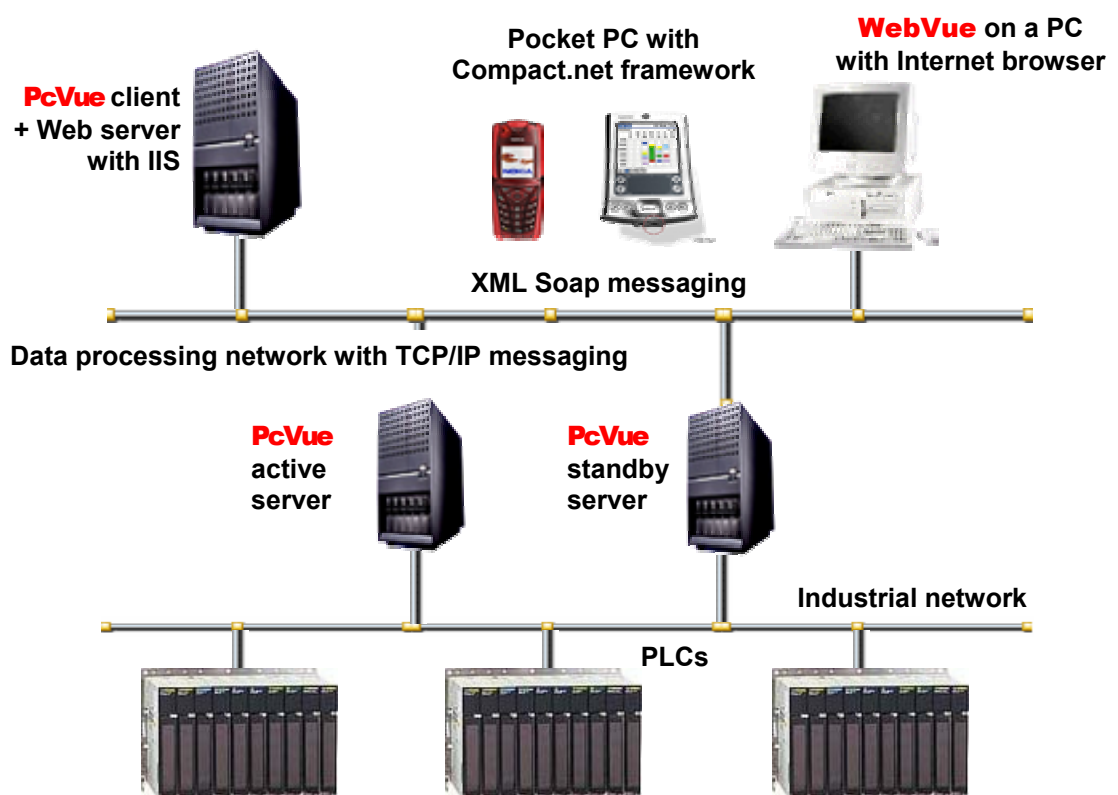 PcVue client
+ Web server
with IIS
Pocket PC with
Compact.net framework
WebVue on a PC
with Internet browser
NOKIA
XML Soap messaging
Data processing network with TCP/IP messaging
PcVue
active
server
PcVue
standby
server
Industrial network
PLCs